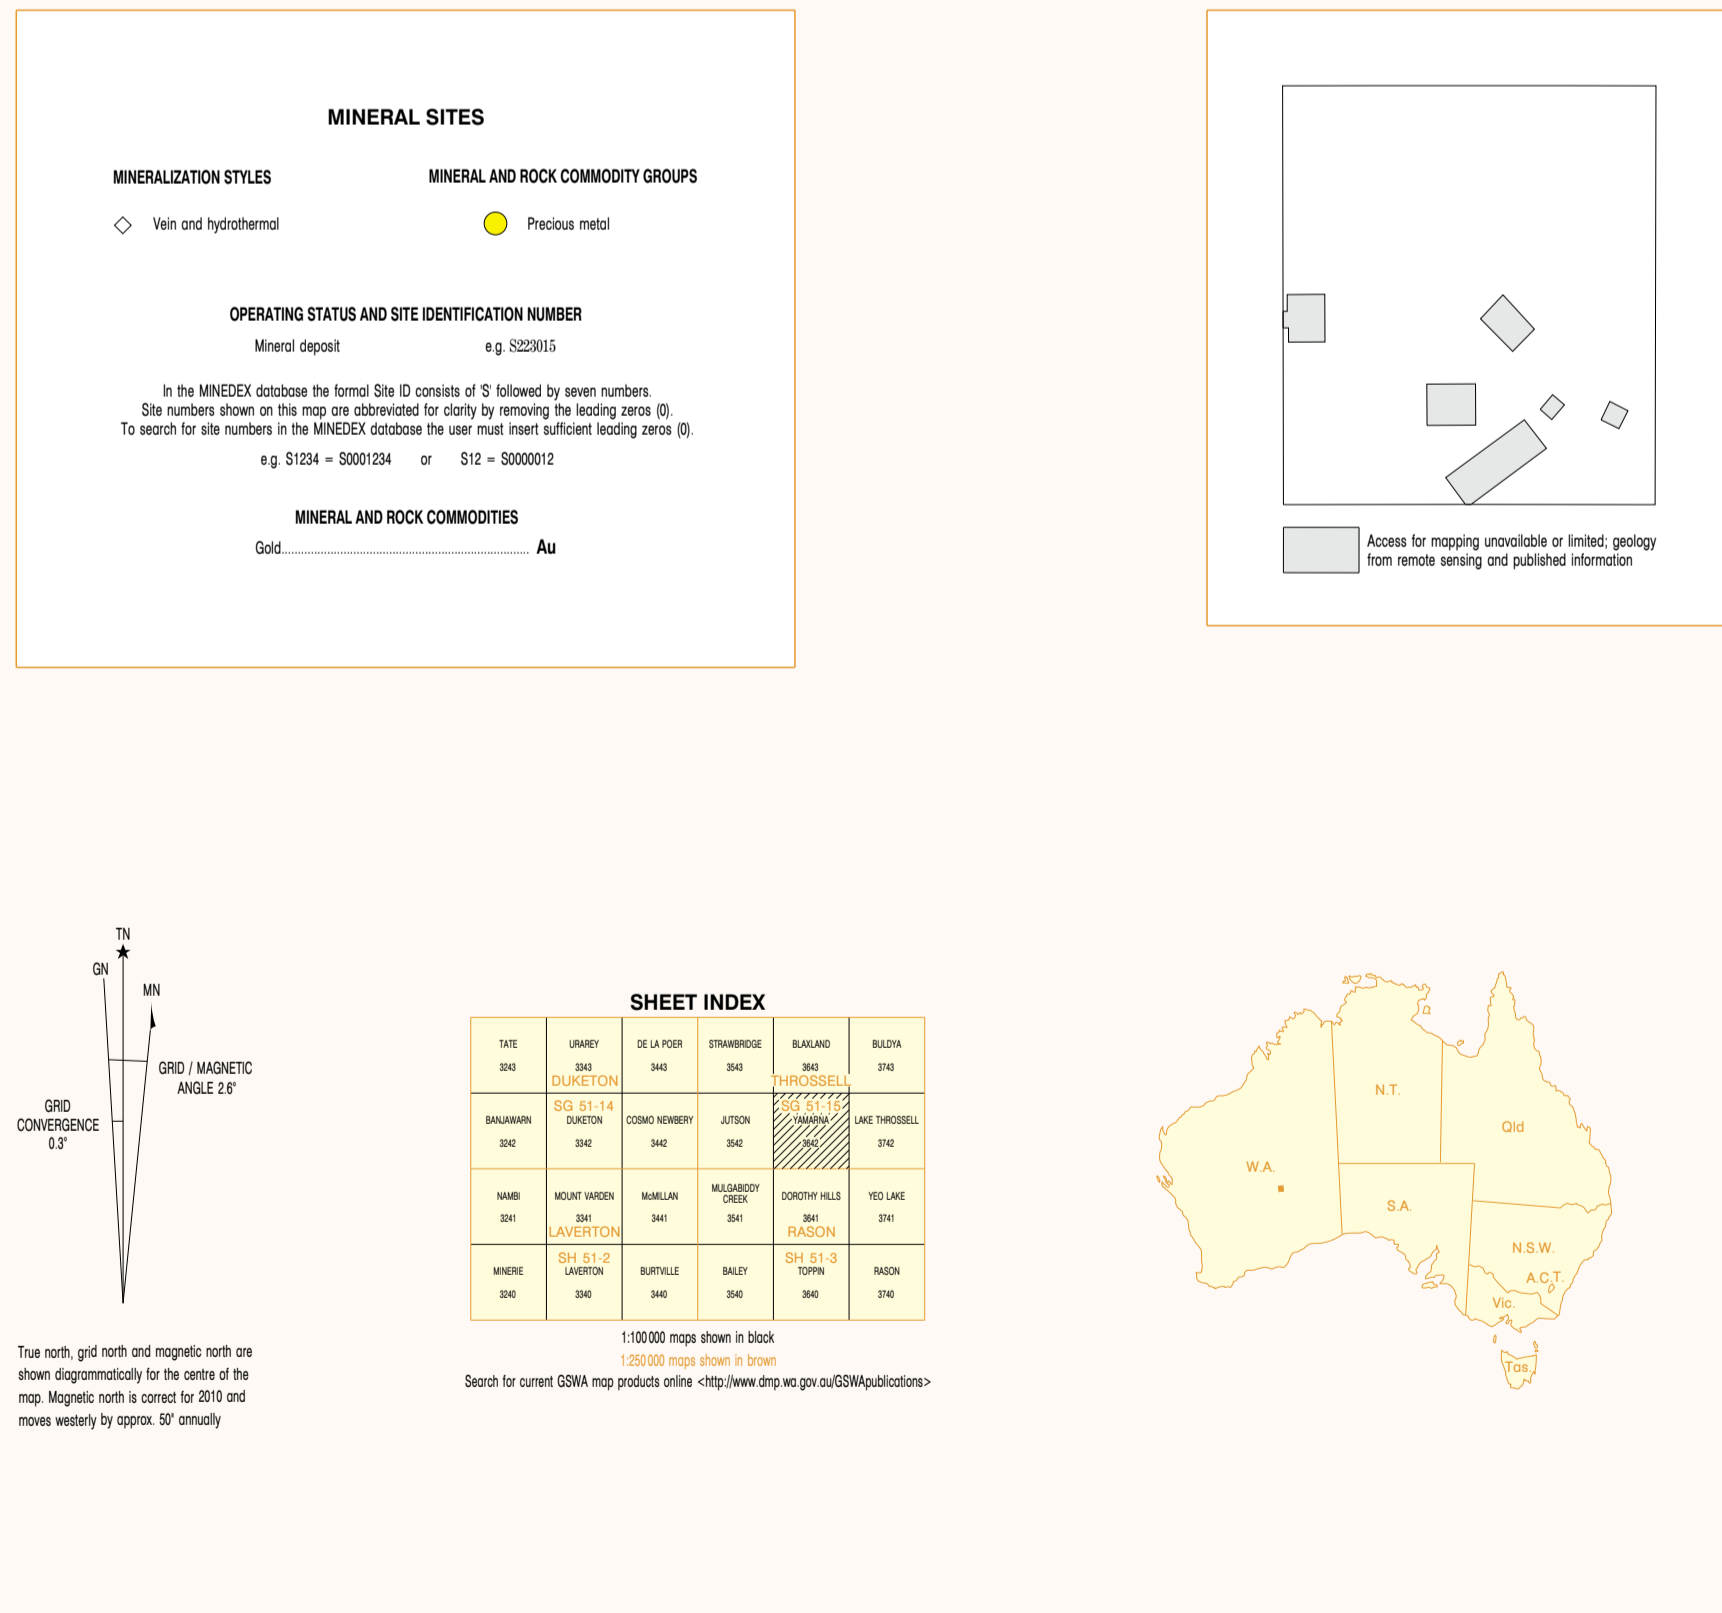 MINERAL SITES
MINERALIZATION STYLES
Vein and hydrothermal
MINERAL AND ROCK COMMODITY GROUPS
Precious metal
OPERATING STATUS AND SITE IDENTIFICATION NUMBER
Mineral deposit e.g. S223015
In the MINEDEX database the formal Site ID consists of 'S' followed by seven numbers.
Site numbers shown on this map are abbreviated for clarity by removing the leading zeros (0).
To search for site numbers in the MINEDEX database the user must insert sufficient leading zeros (0).
e.g. S1234 = S0001234 or S12 = S0000012
MINERAL AND ROCK COMMODITIES
Gold........................................................................... Au
Access for mapping unavailable or limited; geology
from remote sensing and published information
TN
GN
MN
GRID / MAGNETIC
ANGLE 2.6°
GRID
CONVERGENCE
0.3°
True north, grid north and magnetic north are
shown diagrammatically for the centre of the
map. Magnetic north is correct for 2010 and
moves westerly by approx. 50" annually
SHEET INDEX
TATE URAREY DE LA POER STRAWBRIDGE BLAXLAND BULDYA
3243 3343 3443 3543 3643 3743
DUKETON THROSSELL
SG 51-14 SG 51-15
BANJAWARN DUKETON COSMO NEWBERY JUTSON YAMARNA LAKE THROSSELL
3242 3342 3442 3542 3642 3742
NAMBI MOUNT VARDEN McMILLAN MULGABIDDY CREEK DOROTHY HILLS YEO LAKE
3241 3341 3441 3541 3641 3741
LAVERTON RASON
SH 51-2 SH 51-3
MINERIE LAVERTON BURTVILLE BAILEY TOPPIN RASON
3240 3340 3440 3540 3640 3740
1:100 000 maps shown in black
1:250 000 maps shown in brown
Search for current GSWA map products online <http://www.dmp.wa.gov.au/GSWApublications>
N.T.
Qld
W.A.
S.A.
N.S.W.
A.C.T.
Vic.
Tas.